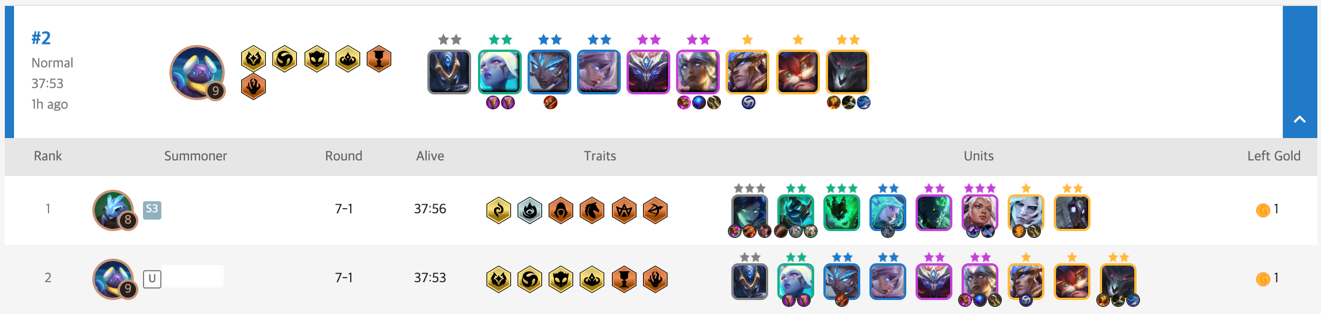 #2
Normal
37:53
1h ago
9
Rank Summoner Round Alive Traits Units Left Gold
1 8 S3 7-1 37:56 1
2 9 U 7-1 37:53 1